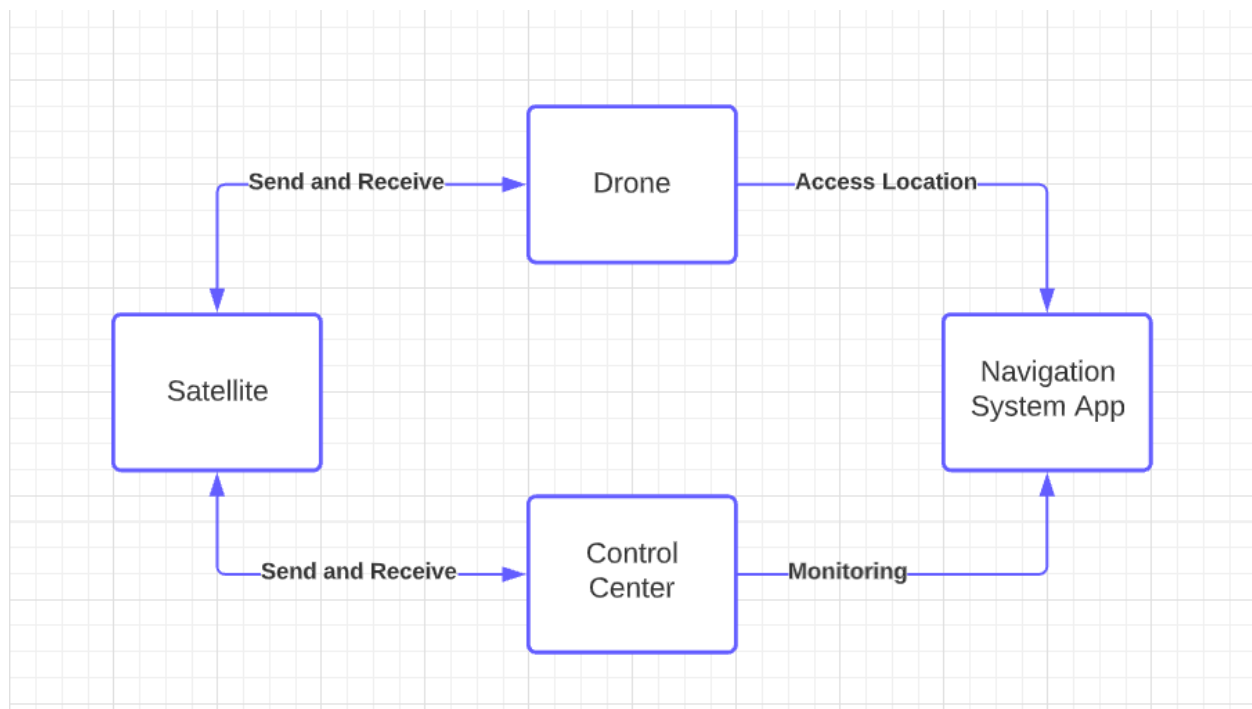 Send and Receive
Drone
Access Location
Satellite
Navigation
System App
Send and Receive
Control
Center
Monitoring